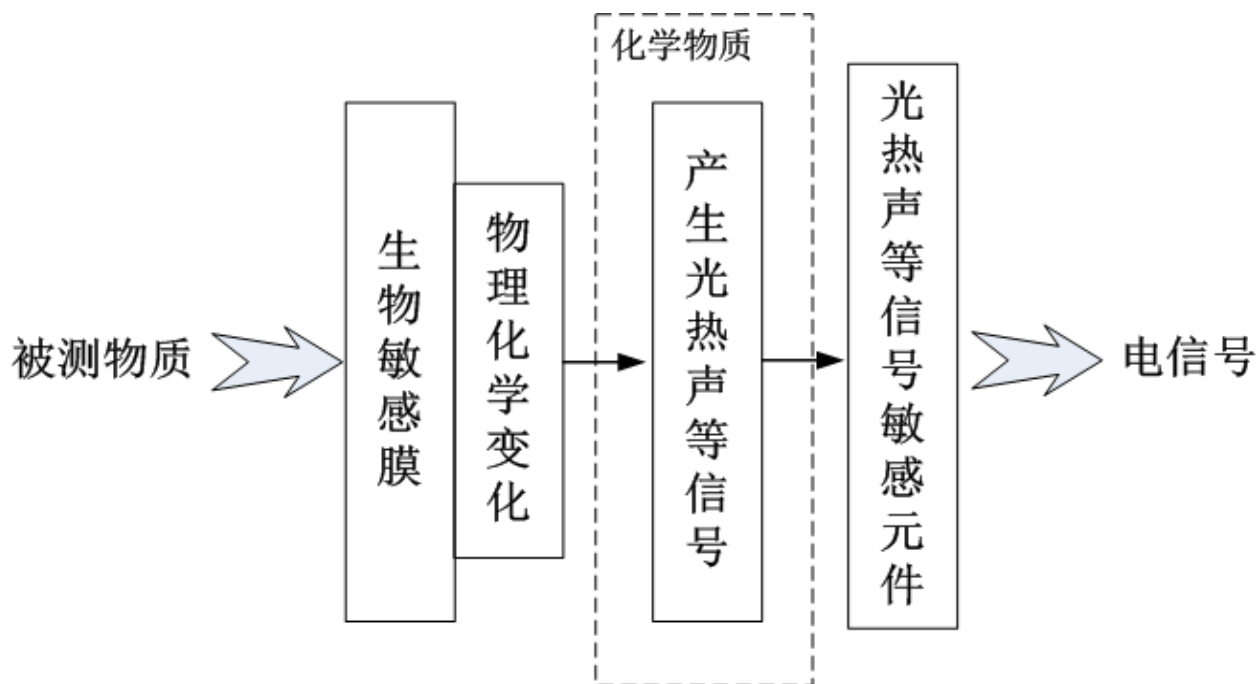 被测物质
生物敏感膜
物理化学变化
化学物质
产生光热声等信号
光热声等信号敏感元件
电信号